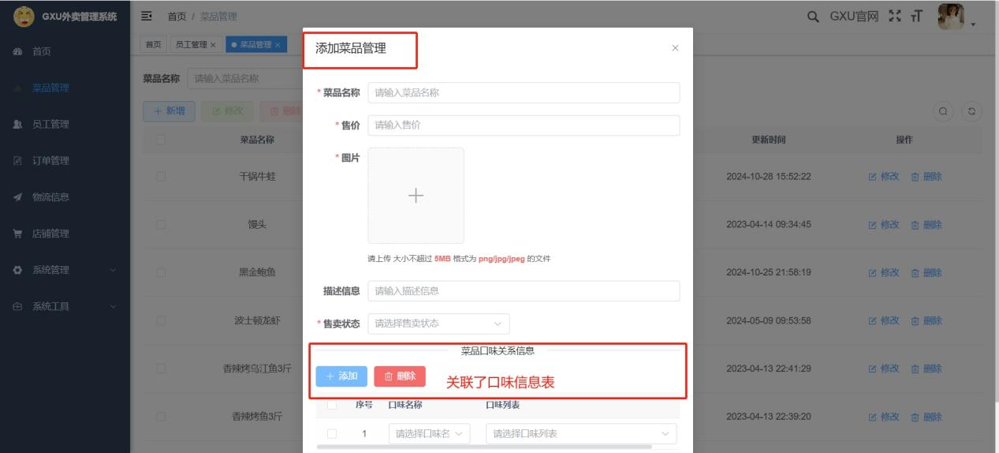 GXU外卖管理系统
首页 / 菜品管理
GXU官网
首页
员工管理 ×
菜品管理 ×
首页
菜品管理
员工管理
订单管理
物流信息
店铺管理
系统管理
系统工具
菜品名称
请输入菜品名称
+ 新增
修改
删除
菜品名称
更新时间
操作
干锅牛蛙
2024-10-28 15:52:22
修改
删除
馒头
2023-04-14 09:34:45
修改
删除
黑金鲍鱼
2024-10-25 21:58:19
修改
删除
波士顿龙虾
2024-05-09 09:53:58
修改
删除
香辣烤乌江鱼3斤
2023-04-13 22:41:29
修改
删除
香辣烤鱼3斤
2023-04-13 22:39:20
修改
删除
添加菜品管理
* 菜品名称
请输入菜品名称
* 售价
请输入售价
* 图片
请上传 大小不超过 5MB 格式为 png/jpg/jpeg 的文件
描述信息
请输入描述信息
* 售卖状态
请选择售卖状态
菜品口味关系信息
+ 添加
删除
关联了口味信息表
序号
口味名称
口味列表
1
请选择口味名
请选择口味列表